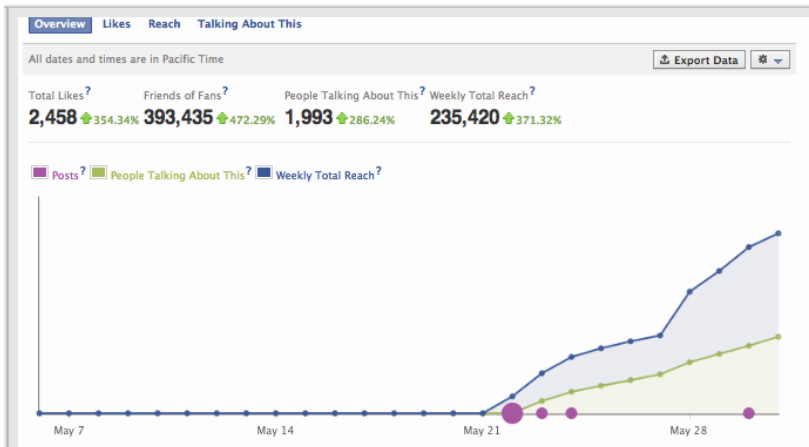 Overview Likes Reach Talking About This
All dates and times are in Pacific Time Export Data
Total Likes? Friends of Fans? People Talking About This? Weekly Total Reach?
2,458 354.34% 393,435 472.29% 1,993 286.24% 235,420 371.32%
Posts? People Talking About This? Weekly Total Reach?
May 7 May 14 May 21 May 28